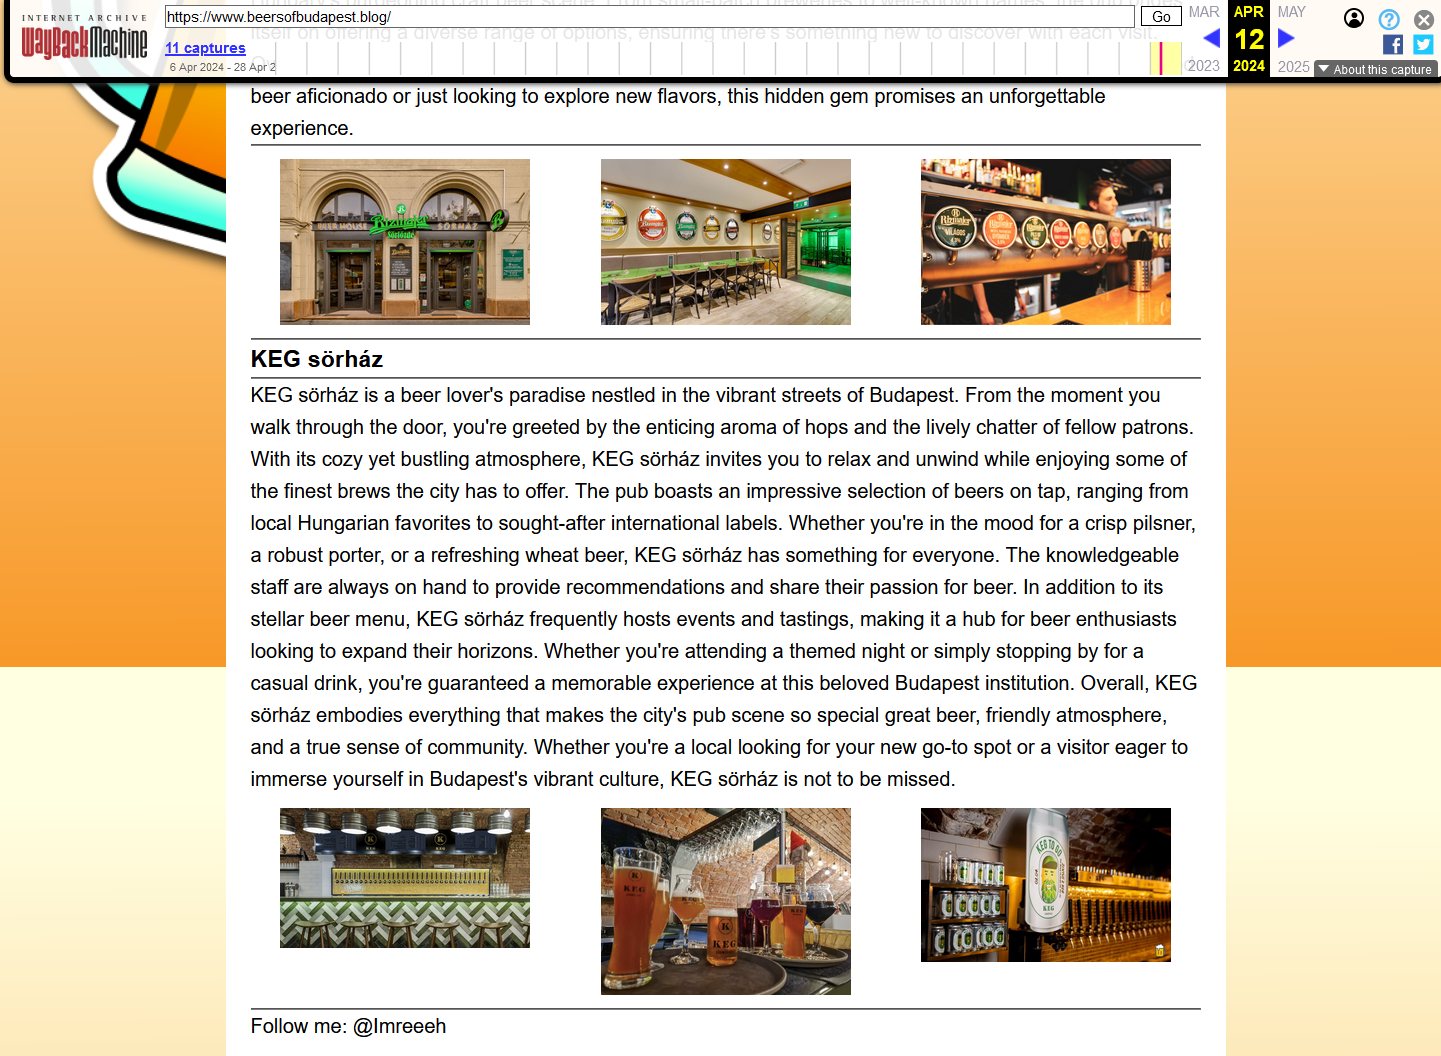 INTERNET ARCHIVE
WayBackMachine
https://www.beersofbudapest.blog/
Go
MAR
APR
MAY
11 captures
12
6 Apr 2024 - 28 Apr 2
2023
2024
2025
About this capture
itself on offering a diverse range of options, ensuring there's something new to discover with each visit.
beer aficionado or just looking to explore new flavors, this hidden gem promises an unforgettable
experience.
Rizmajer
BEER HOUSE
Sörfőzde
SÖRHÁZ
Rizmajer
VILÁGOS
KEG sörház
KEG sörház is a beer lover's paradise nestled in the vibrant streets of Budapest. From the moment you
walk through the door, you're greeted by the enticing aroma of hops and the lively chatter of fellow patrons.
With its cozy yet bustling atmosphere, KEG sörház invites you to relax and unwind while enjoying some of
the finest brews the city has to offer. The pub boasts an impressive selection of beers on tap, ranging from
local Hungarian favorites to sought-after international labels. Whether you're in the mood for a crisp pilsner,
a robust porter, or a refreshing wheat beer, KEG sörház has something for everyone. The knowledgeable
staff are always on hand to provide recommendations and share their passion for beer. In addition to its
stellar beer menu, KEG sörház frequently hosts events and tastings, making it a hub for beer enthusiasts
looking to expand their horizons. Whether you're attending a themed night or simply stopping by for a
casual drink, you're guaranteed a memorable experience at this beloved Budapest institution. Overall, KEG
sörház embodies everything that makes the city's pub scene so special great beer, friendly atmosphere,
and a true sense of community. Whether you're a local looking for your new go-to spot or a visitor eager to
immerse yourself in Budapest's vibrant culture, KEG sörház is not to be missed.
K
KEG
K
KEG
KEG TO GO
KEG
Follow me: @Imreeeh